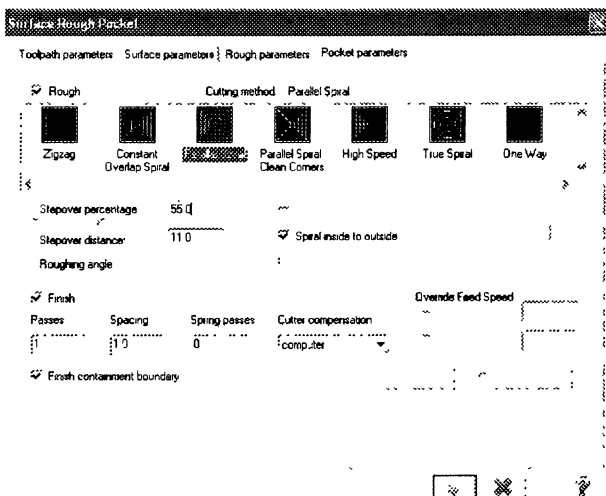 Surface Rough Pocket
Toolpath parameters Surface parameters Rough parameters Pocket parameters
Rough Cutting method Parallel Spiral
Zigzag Constant Overlap Spiral Parallel Spiral Clean Corners High Speed True Spiral One Way
Stepover percentage 55.0
Stepover distance 11.0 Spiral inside to outside
Roughing angle
Finish Override Feed Speed
Passes Spacing Spring passes Cutter compensation
1 1.0 0 computer
Finish containment boundary